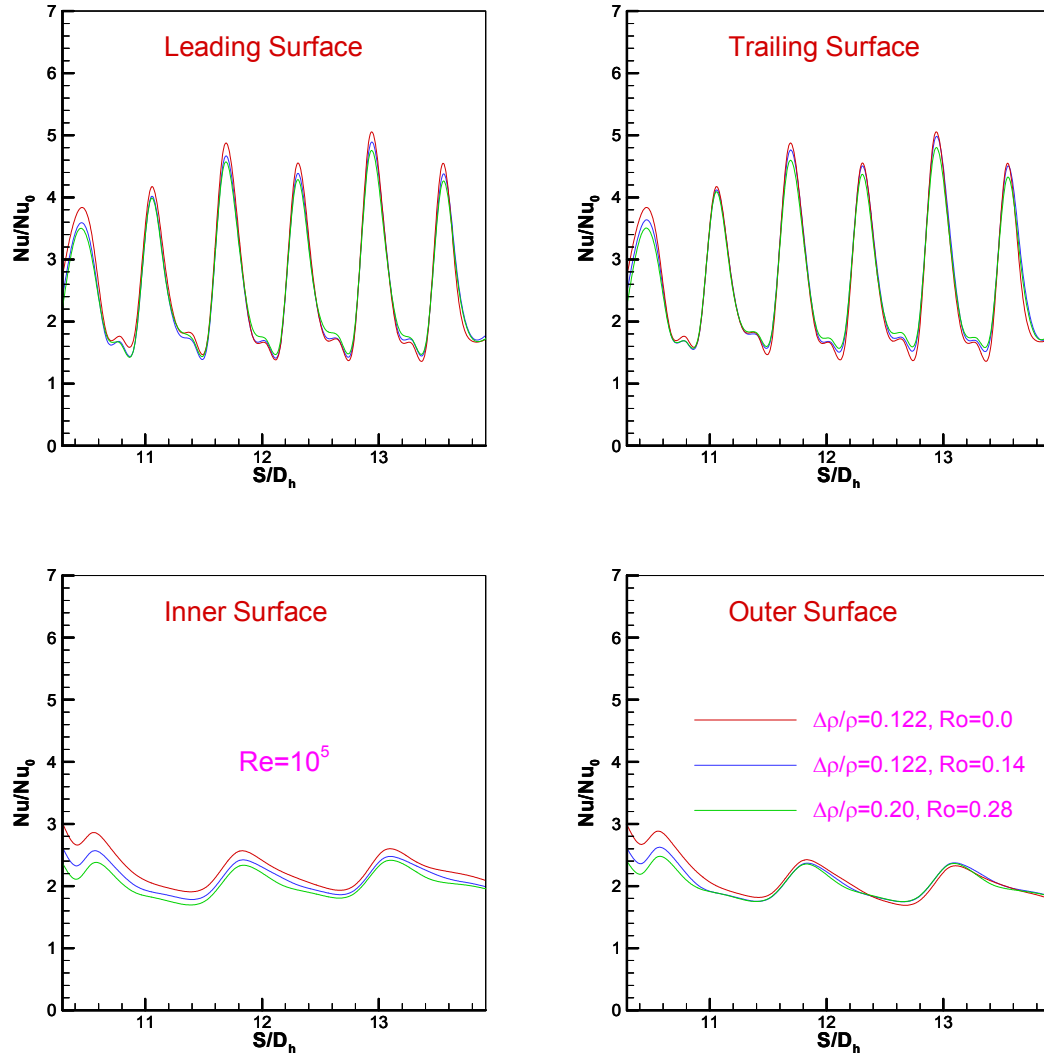 Leading Surface
Nu/Nu₀
7
6
5
4
3
2
1
0
11
12
13
S/Dₕ
Trailing Surface
Nu/Nu₀
7
6
5
4
3
2
1
0
11
12
13
S/Dₕ
Inner Surface
Re=10⁵
Nu/Nu₀
7
6
5
4
3
2
1
0
11
12
13
S/Dₕ
Outer Surface
Δρ/ρ=0.122, Ro=0.0
Δρ/ρ=0.122, Ro=0.14
Δρ/ρ=0.20, Ro=0.28
Nu/Nu₀
7
6
5
4
3
2
1
0
11
12
13
S/Dₕ